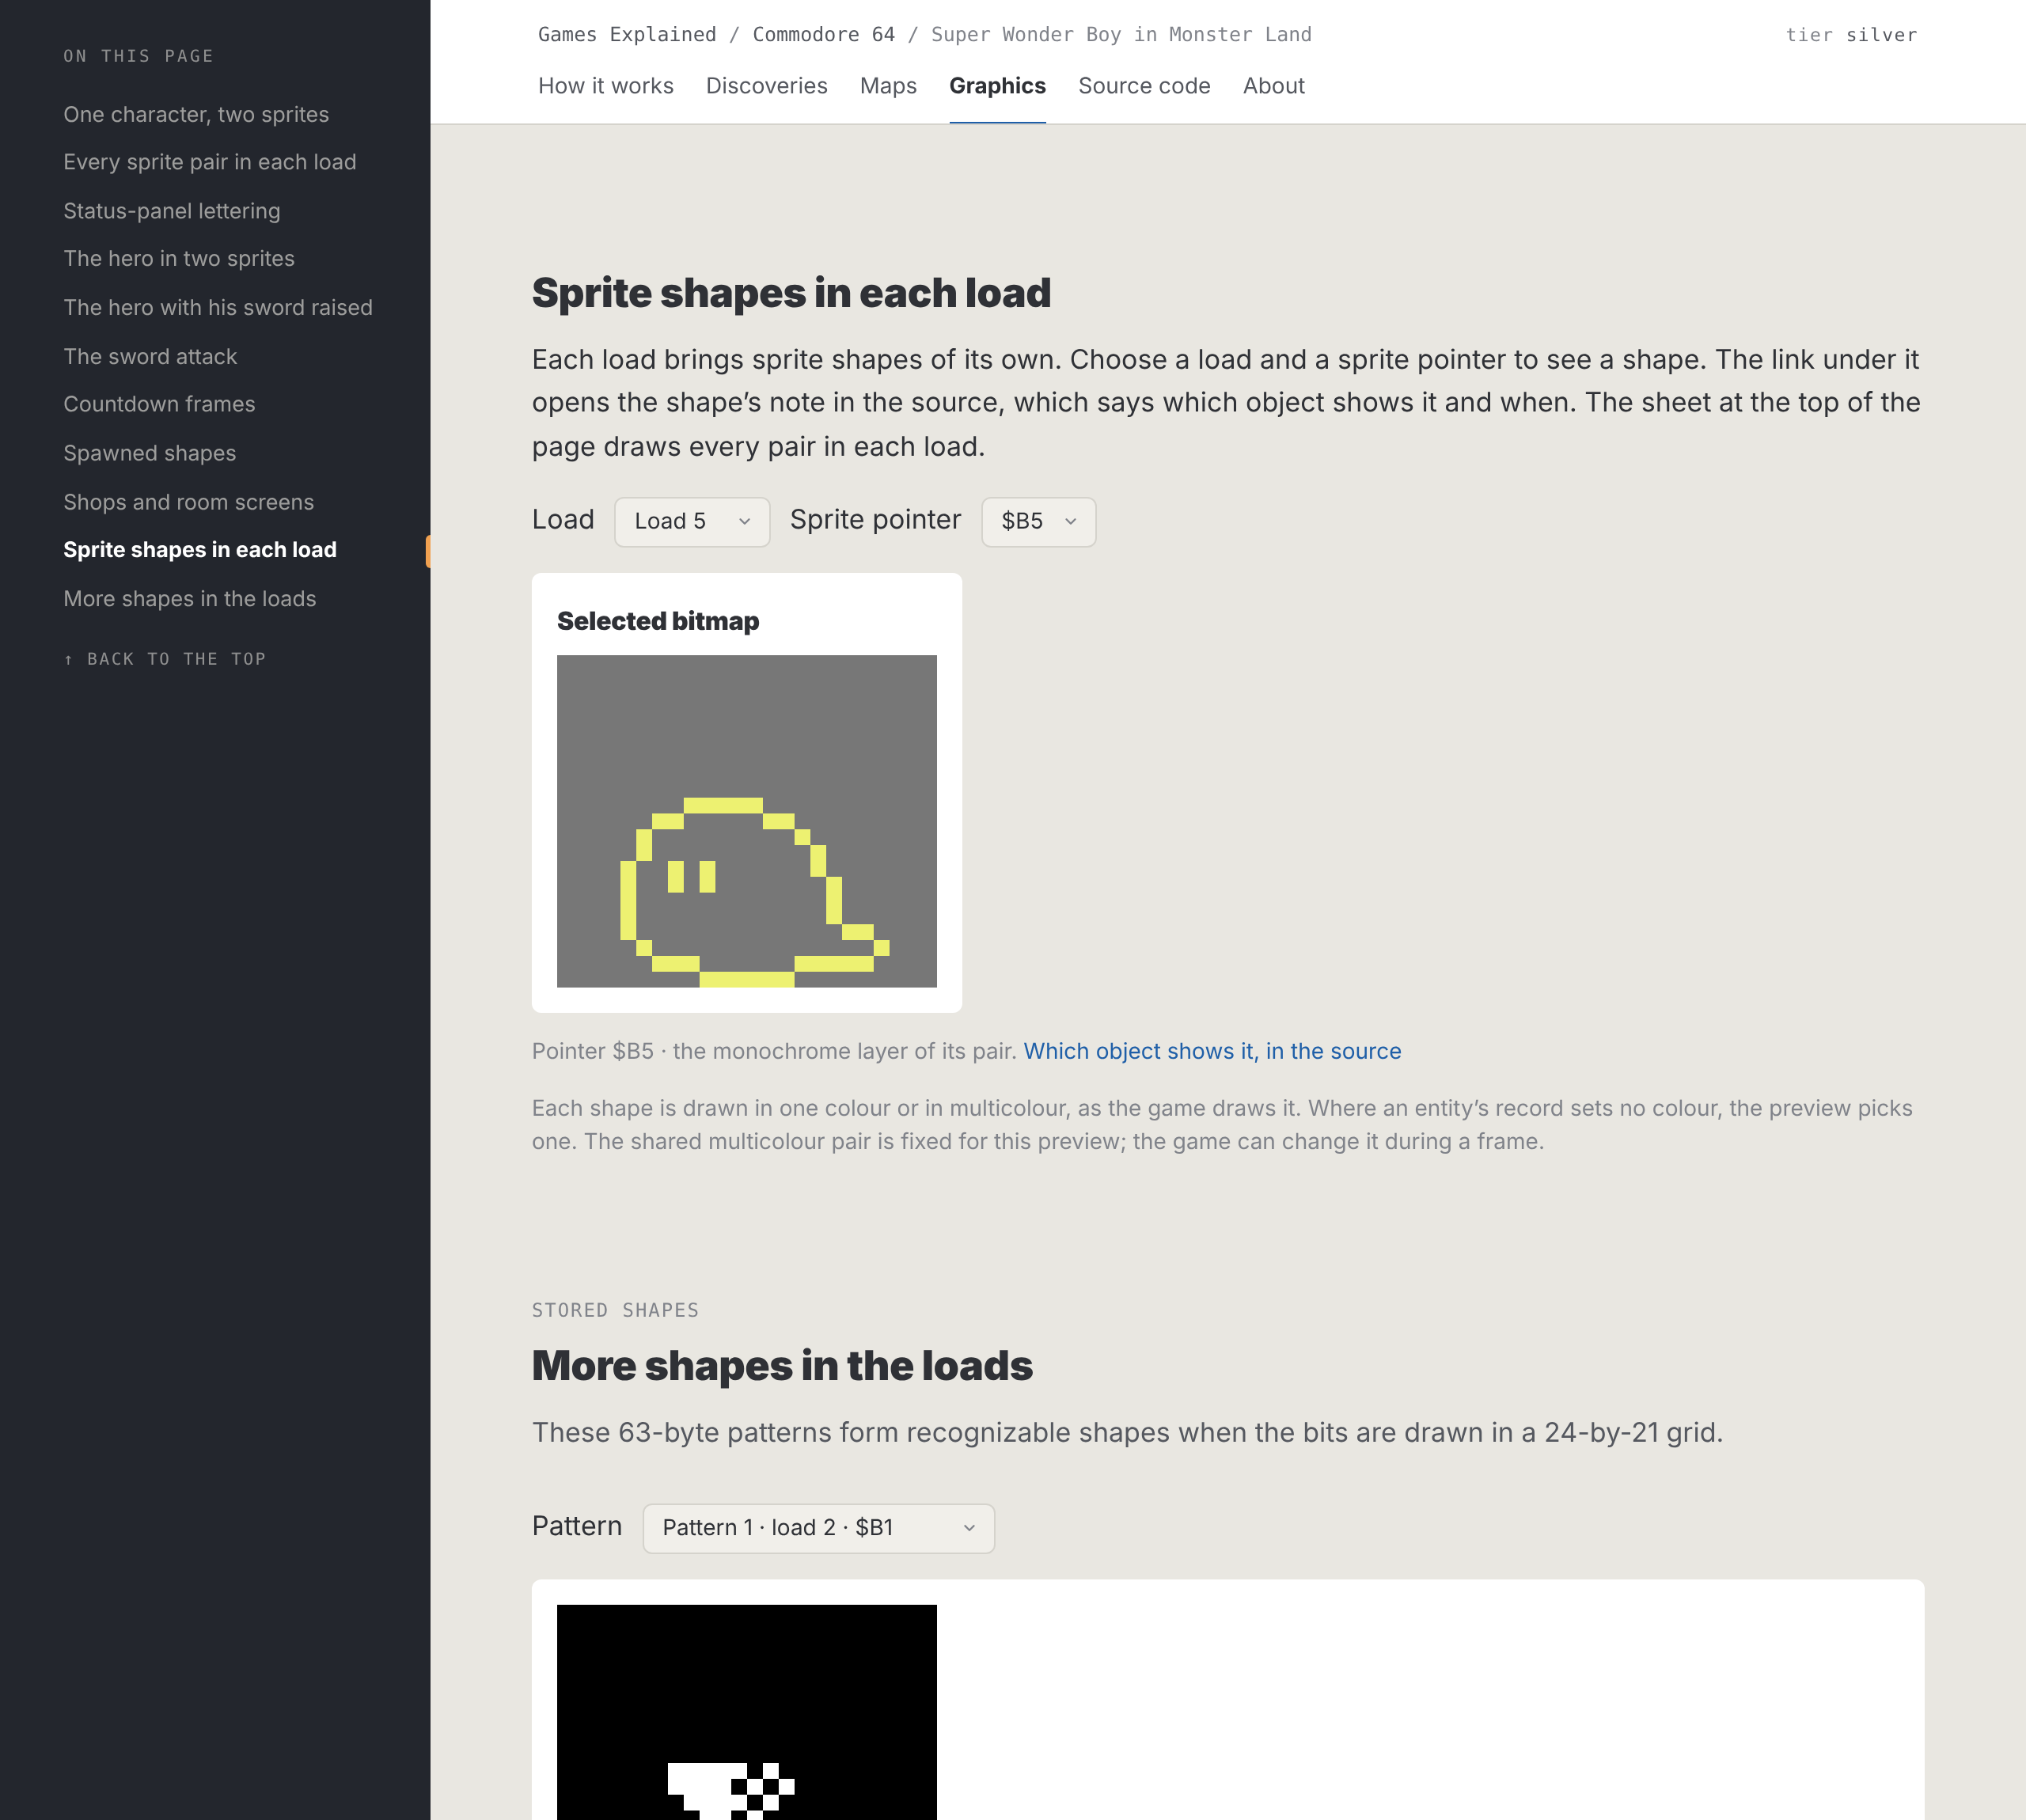 ON THIS PAGE
One character, two sprites
Every sprite pair in each load
Status-panel lettering
The hero in two sprites
The hero with his sword raised
The sword attack
Countdown frames
Spawned shapes
Shops and room screens
Sprite shapes in each load
More shapes in the loads
↑ BACK TO THE TOP
Games Explained / Commodore 64 / Super Wonder Boy in Monster Land
tier silver
How it works Discoveries Maps Graphics Source code About
Sprite shapes in each load
Each load brings sprite shapes of its own. Choose a load and a sprite pointer to see a shape. The link under it
opens the shape’s note in the source, which says which object shows it and when. The sheet at the top of the
page draws every pair in each load.
Load Load 5 Sprite pointer $B5
Selected bitmap
Pointer $B5 · the monochrome layer of its pair. Which object shows it, in the source
Each shape is drawn in one colour or in multicolour, as the game draws it. Where an entity’s record sets no colour, the preview picks
one. The shared multicolour pair is fixed for this preview; the game can change it during a frame.
STORED SHAPES
More shapes in the loads
These 63-byte patterns form recognizable shapes when the bits are drawn in a 24-by-21 grid.
Pattern Pattern 1 · load 2 · $B1